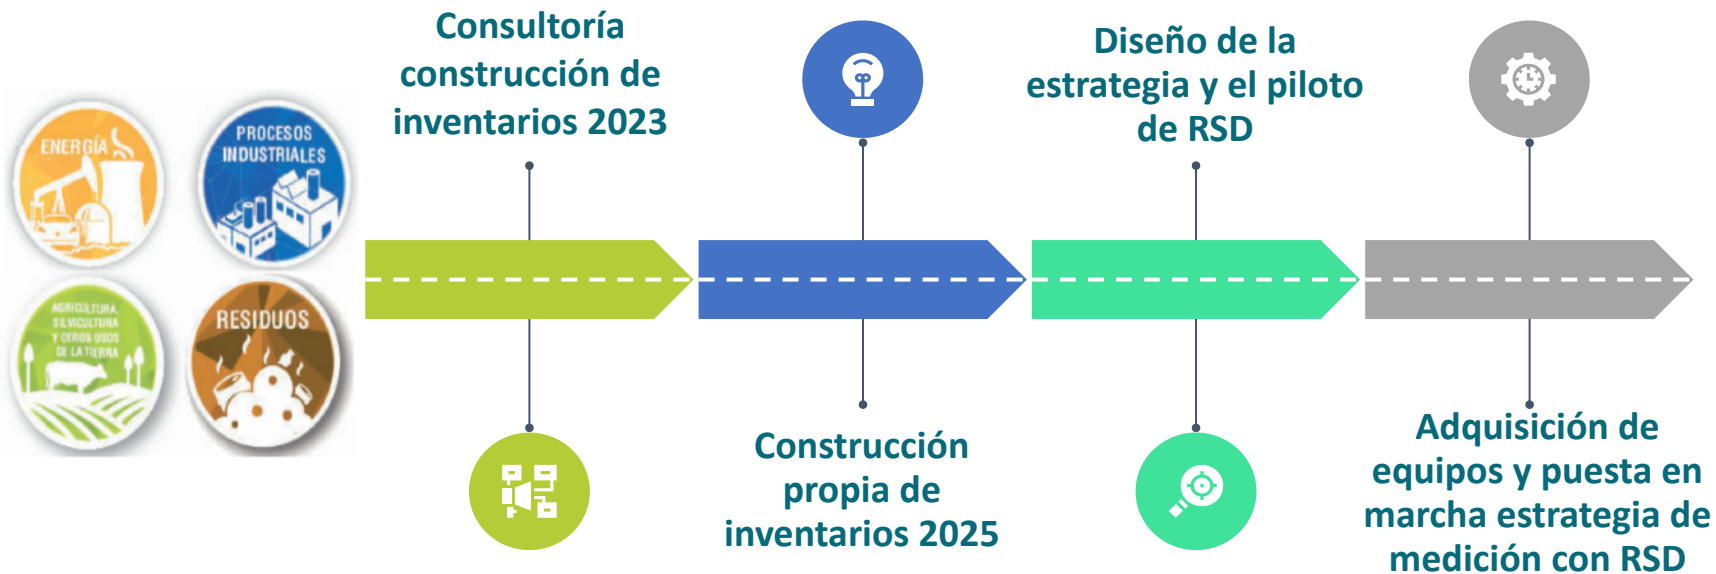 ENERGÍA
PROCESOS
INDUSTRIALES
AGRICULTURA,
SILVICULTURA
Y OTROS USOS
DE LA TIERRA
RESIDUOS
Consultoría
construcción de
inventarios 2023
Construcción
propia de
inventarios 2025
Diseño de la
estrategia y el piloto
de RSD
Adquisición de
equipos y puesta en
marcha estrategia de
medición con RSD